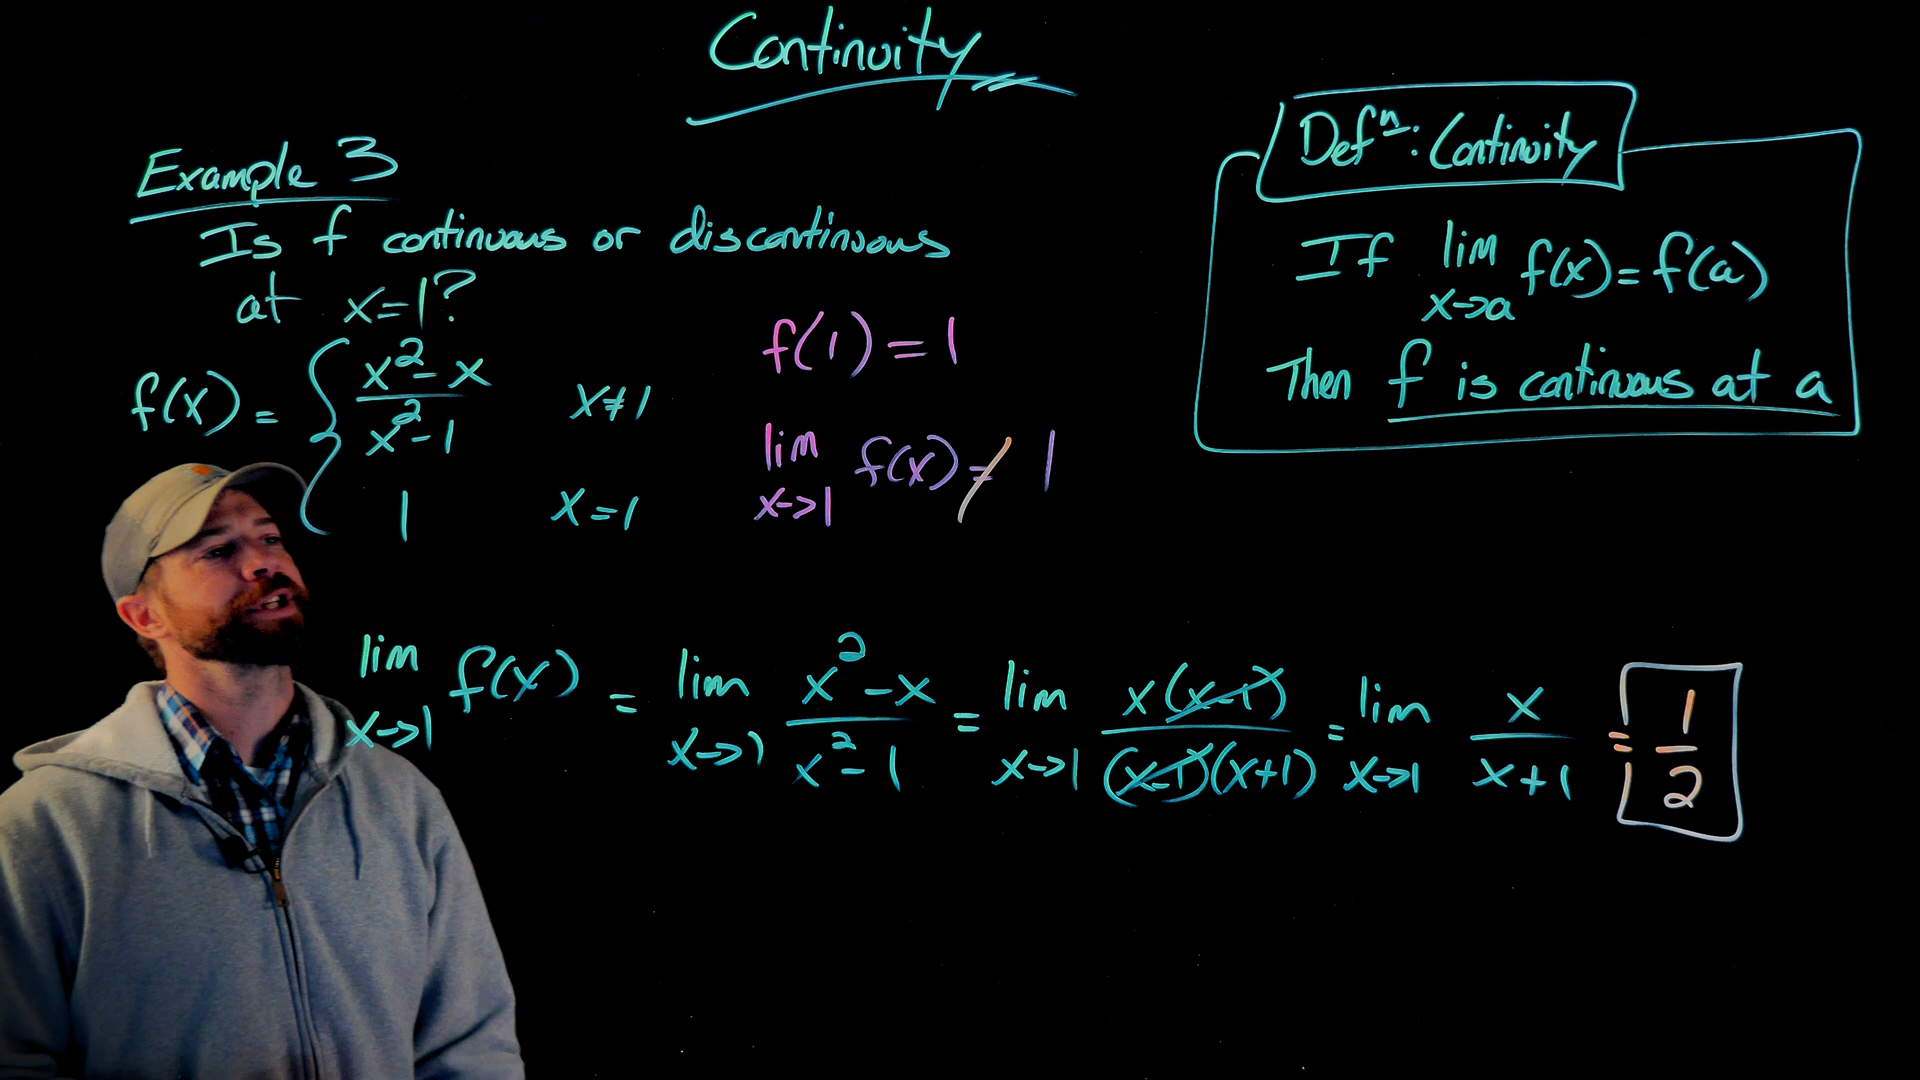 Continuity
Example 3
Is f continuous or discontinuous
at x=1?
f(x) = { (x²-x)/(x²-1) x≠1
1 x=1
f(1) = 1
lim x->1 f(x) ≠ 1
Defⁿ: Continuity
If lim x->a f(x) = f(a)
Then f is continuous at a
lim x->1 f(x) = lim x->1 (x²-x)/(x²-1) = lim x->1 x(x-1)/(x-1)(x+1) = lim x->1 x/(x+1) = 1/2